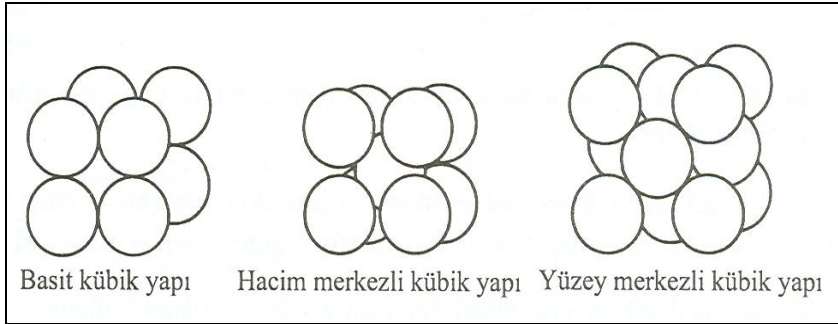 Basit kübik yapı
Hacim merkezli kübik yapı
Yüzey merkezli kübik yapı